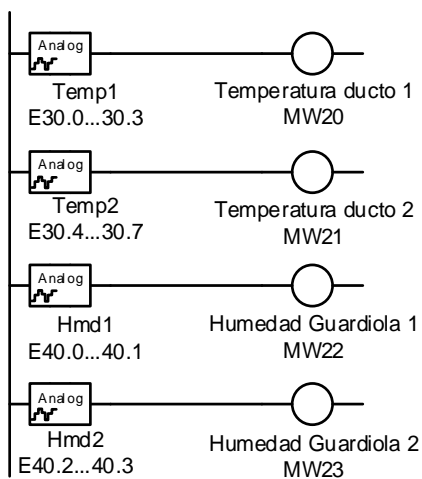 Analog
Temp1
E30.0...30.3
Temperatura ducto 1
MW20
Analog
Temp2
E30.4...30.7
Temperatura ducto 2
MW21
Analog
Hmd1
E40.0...40.1
Humedad Guardiola 1
MW22
Analog
Hmd2
E40.2...40.3
Humedad Guardiola 2
MW23